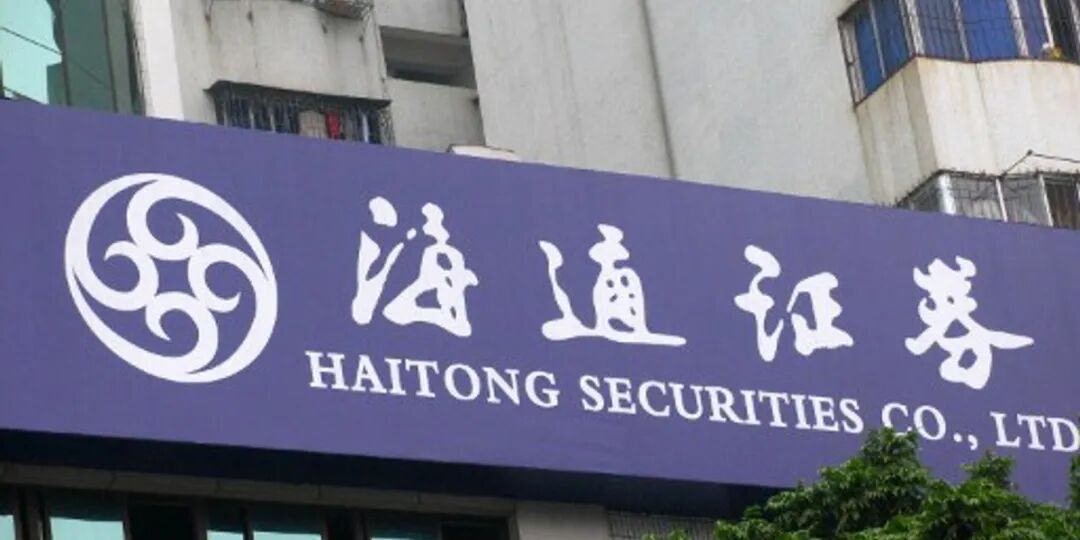 海通证券
HAITONG SECURITIES CO., LTD